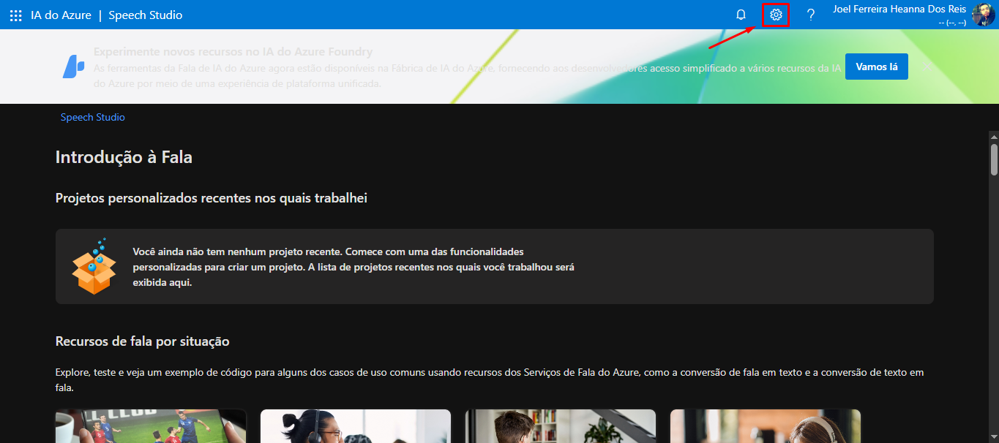 IA do Azure | Speech Studio
Joel Ferreira Heanna Dos Reis
-- (--, --)
Experimente novos recursos no IA do Azure Foundry
As ferramentas da Fala de IA do Azure agora estão disponíveis na Fábrica de IA do Azure, fornecendo aos desenvolvedores acesso simplificado a vários recursos da IA
do Azure por meio de uma experiência de plataforma unificada.
Vamos lá
Speech Studio
Introdução à Fala
Projetos personalizados recentes nos quais trabalhei
Você ainda não tem nenhum projeto recente. Comece com uma das funcionalidades
personalizadas para criar um projeto. A lista de projetos recentes nos quais você trabalhou será
exibida aqui.
Recursos de fala por situação
Explore, teste e veja um exemplo de código para alguns dos casos de uso comuns usando recursos dos Serviços de Fala do Azure, como a conversão de fala em texto e a conversão de texto em
fala.